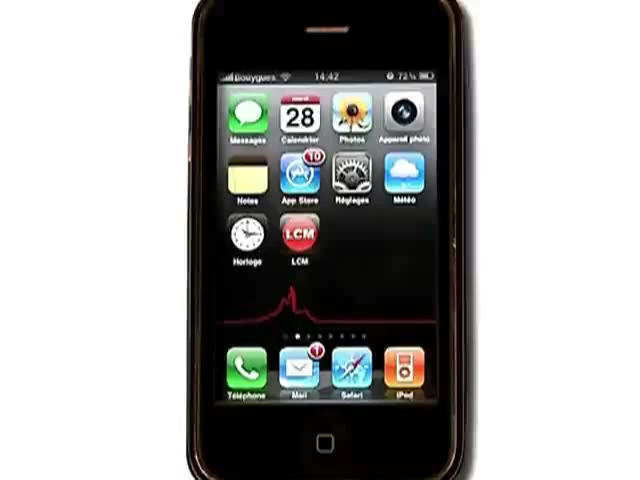 Bouygues 14:42 72 %
28
Messages Calendrier Photos Appareil photo
10
Notes App Store Réglages Météo
LCM
Horloge LCM
1
Téléphone Mail Safari iPod